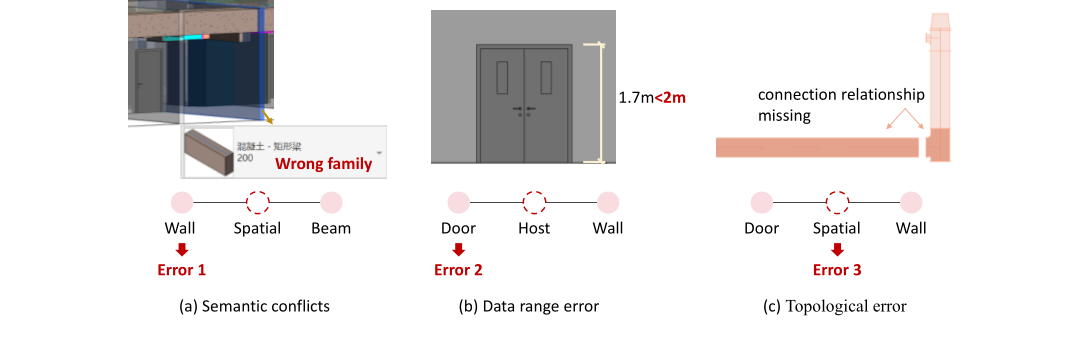 混凝土 - 矩形梁
200
Wrong family
Wall Spatial Beam
Error 1
(a) Semantic conflicts
1.7m<2m
Door Host Wall
Error 2
(b) Data range error
connection relationship
missing
Door Spatial Wall
Error 3
(c) Topological error